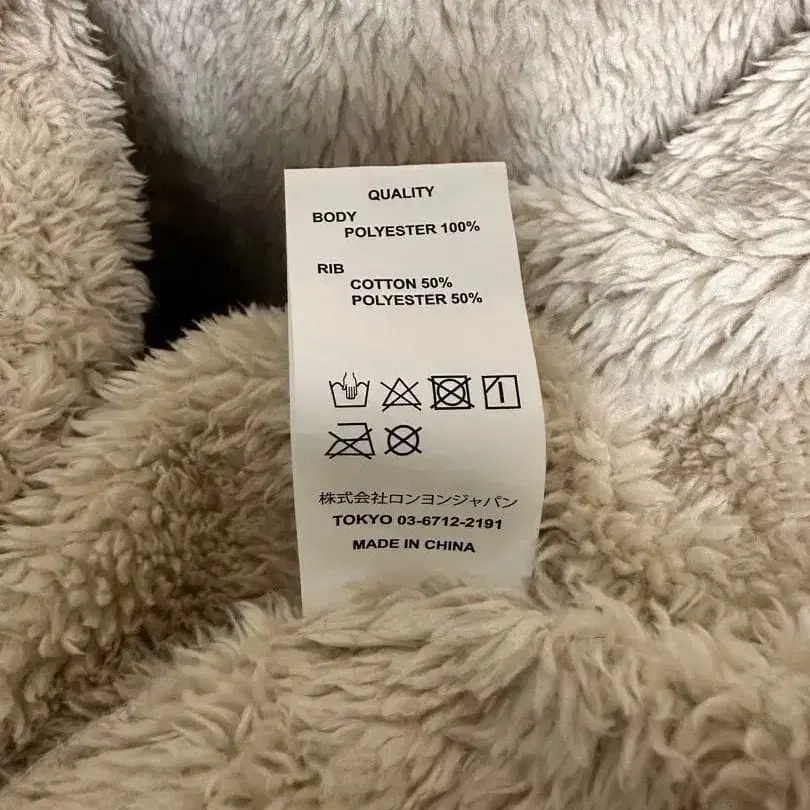 QUALITY
BODY
POLYESTER 100%
RIB
COTTON 50%
POLYESTER 50%
株式会社ロンヨンジャパン
TOKYO 03-6712-2191
MADE IN CHINA